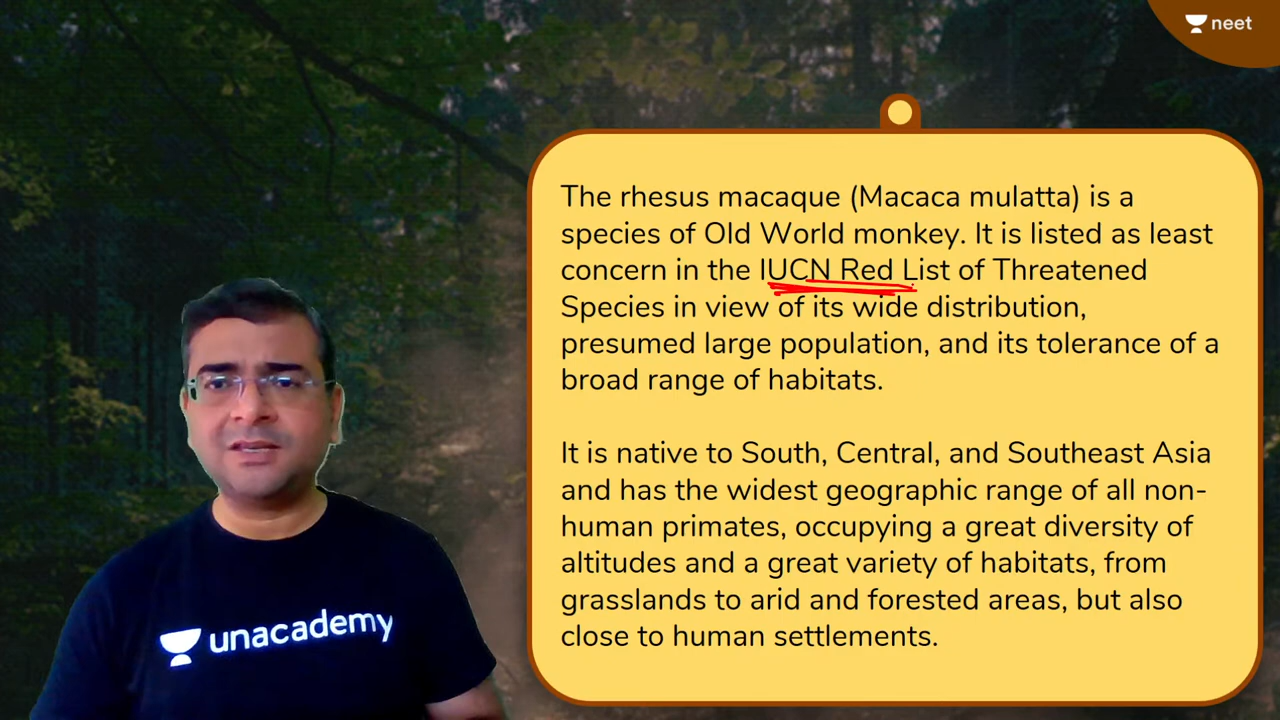 neet
The rhesus macaque (Macaca mulatta) is a
species of Old World monkey. It is listed as least
concern in the IUCN Red List of Threatened
Species in view of its wide distribution,
presumed large population, and its tolerance of a
broad range of habitats.
It is native to South, Central, and Southeast Asia
and has the widest geographic range of all non-
human primates, occupying a great diversity of
altitudes and a great variety of habitats, from
grasslands to arid and forested areas, but also
close to human settlements.
unacademy